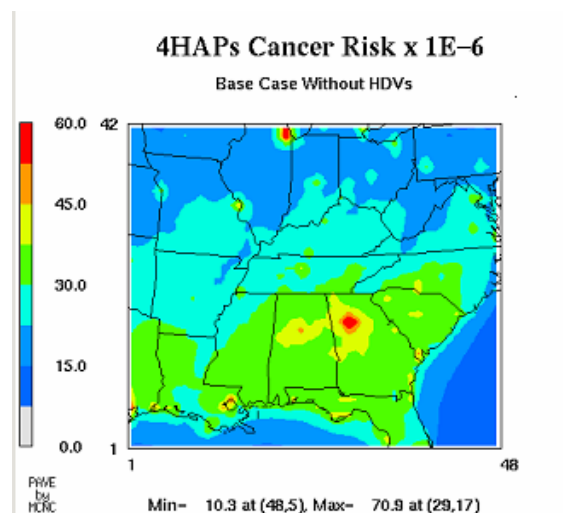 4HAPs Cancer Risk x 1E-6
Base Case Without HDVs
60.0
45.0
30.0
15.0
0.0
42
1
1
48
PAVE
by
MCNC
Min= 10.3 at (48,5), Max= 70.9 at (29,17)